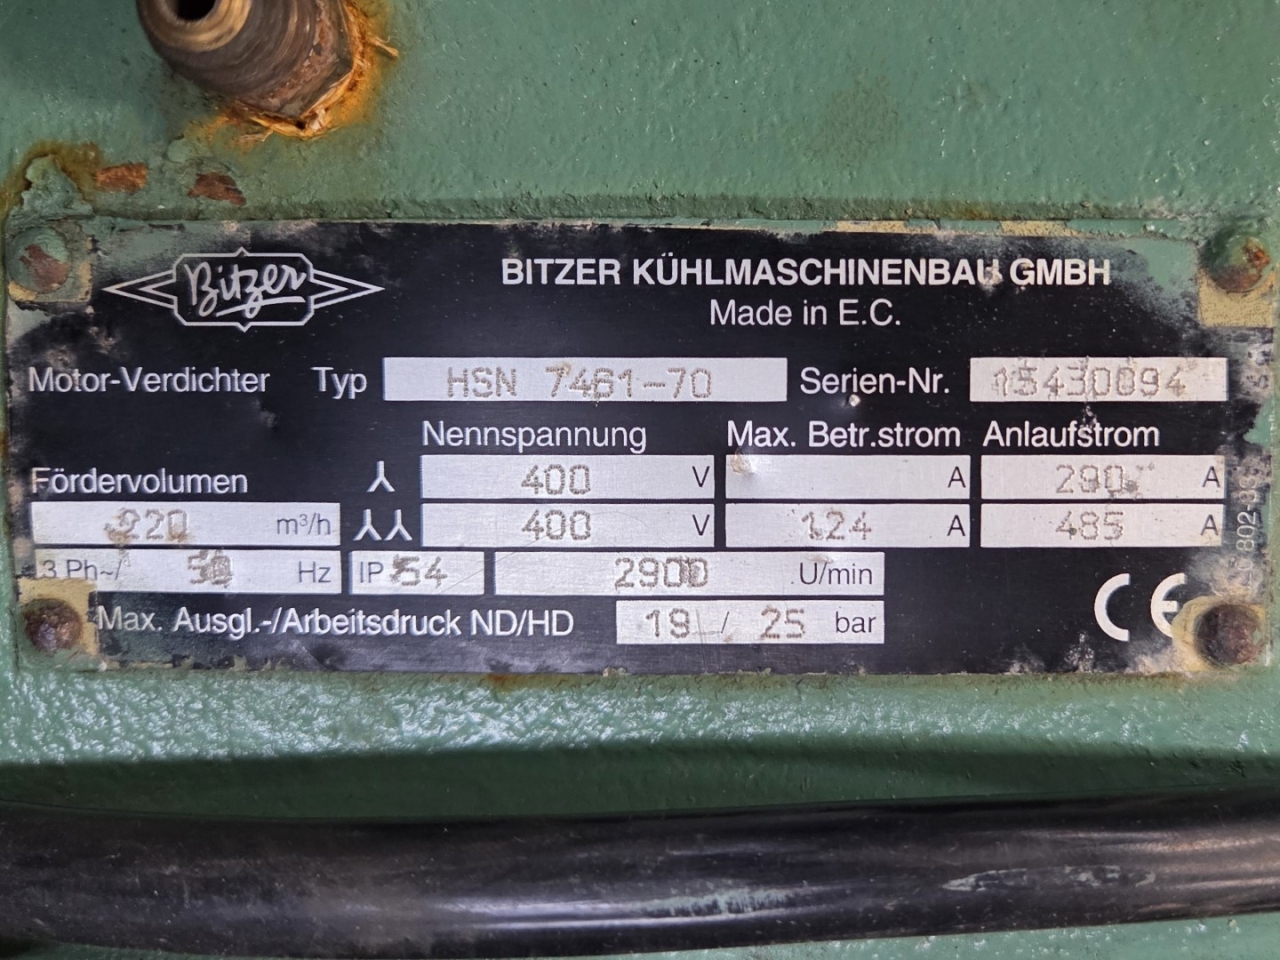 Bitzer
BITZER KÜHLMASCHINENBAU GMBH
Made in E.C.
Motor-Verdichter Typ HSN 7461-70 Serien-Nr. 15430094
Nennspannung Max. Betr.strom Anlaufstrom
Fördervolumen 400 V A 290 A
220 m³/h 400 V 124 A 485 A
3 Ph~/ 50 Hz IP 54 2900 U/min
Max. Ausgl.-/Arbeitsdruck ND/HD 19 / 25 bar
CE